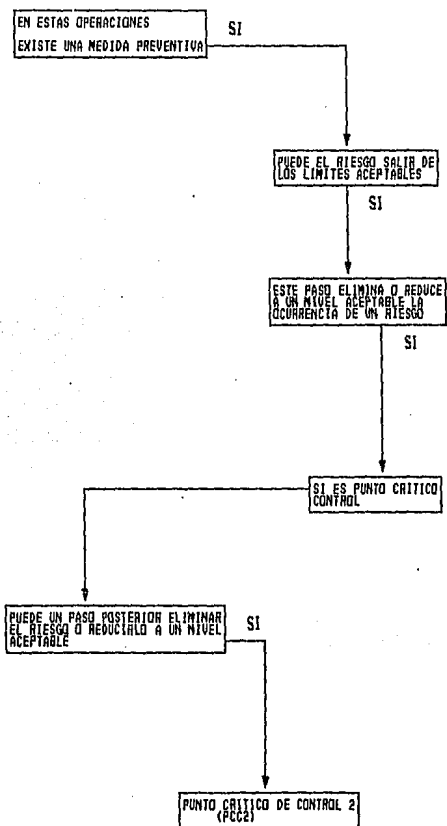 EN ESTAS OPERACIONES
EXISTE UNA MEDIDA PREVENTIVA
SI
PUEDE EL RIESGO SALIR DE
LOS LIMITES ACEPTABLES
SI
ESTE PASO ELIMINA O REDUCE
A UN NIVEL ACEPTABLE LA
OCURRENCIA DE UN RIESGO
SI
SI ES PUNTO CRITICO
CONTROL
PUEDE UN PASO POSTERIOR ELIMINAR
EL RIESGO O REDUCIRLO A UN NIVEL
ACEPTABLE
SI
PUNTO CRITICO DE CONTROL 2
(PCC2)